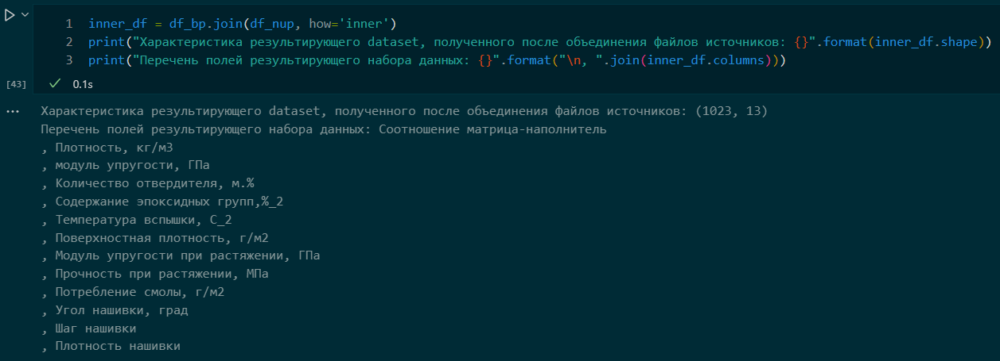 1 inner_df = df_bp.join(df_nup, how='inner')
2 print("Характеристика результирующего dataset, полученного после объединения файлов источников: {}".format(inner_df.shape))
3 print("Перечень полей результирующего набора данных: {}".format("\n, ".join(inner_df.columns)))
[43] ✓ 0.1s
... Характеристика результирующего dataset, полученного после объединения файлов источников: (1023, 13)
Перечень полей результирующего набора данных: Соотношение матрица-наполнитель
, Плотность, кг/м3
, модуль упругости, ГПа
, Количество отвердителя, м.%
, Содержание эпоксидных групп,%_2
, Температура вспышки, С_2
, Поверхностная плотность, г/м2
, Модуль упругости при растяжении, ГПа
, Прочность при растяжении, МПа
, Потребление смолы, г/м2
, Угол нашивки, град
, Шаг нашивки
, Плотность нашивки